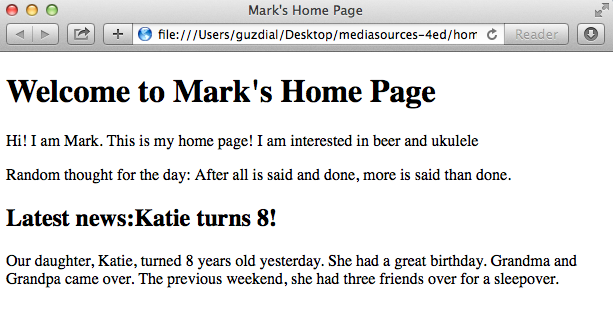 Mark's Home Page
file:///Users/guzdial/Desktop/mediasources-4ed/hom
Reader
Welcome to Mark's Home Page
Hi! I am Mark. This is my home page! I am interested in beer and ukulele
Random thought for the day: After all is said and done, more is said than done.
Latest news:Katie turns 8!
Our daughter, Katie, turned 8 years old yesterday. She had a great birthday. Grandma and
Grandpa came over. The previous weekend, she had three friends over for a sleepover.